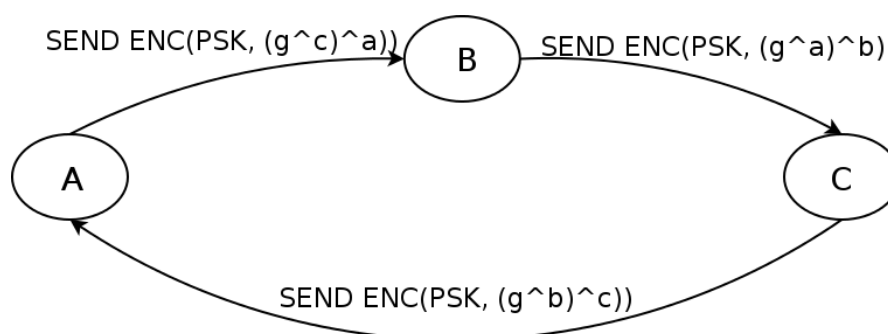 SEND ENC(PSK, (g^c)^a))
B
SEND ENC(PSK, (g^a)^b)
A
C
SEND ENC(PSK, (g^b)^c))